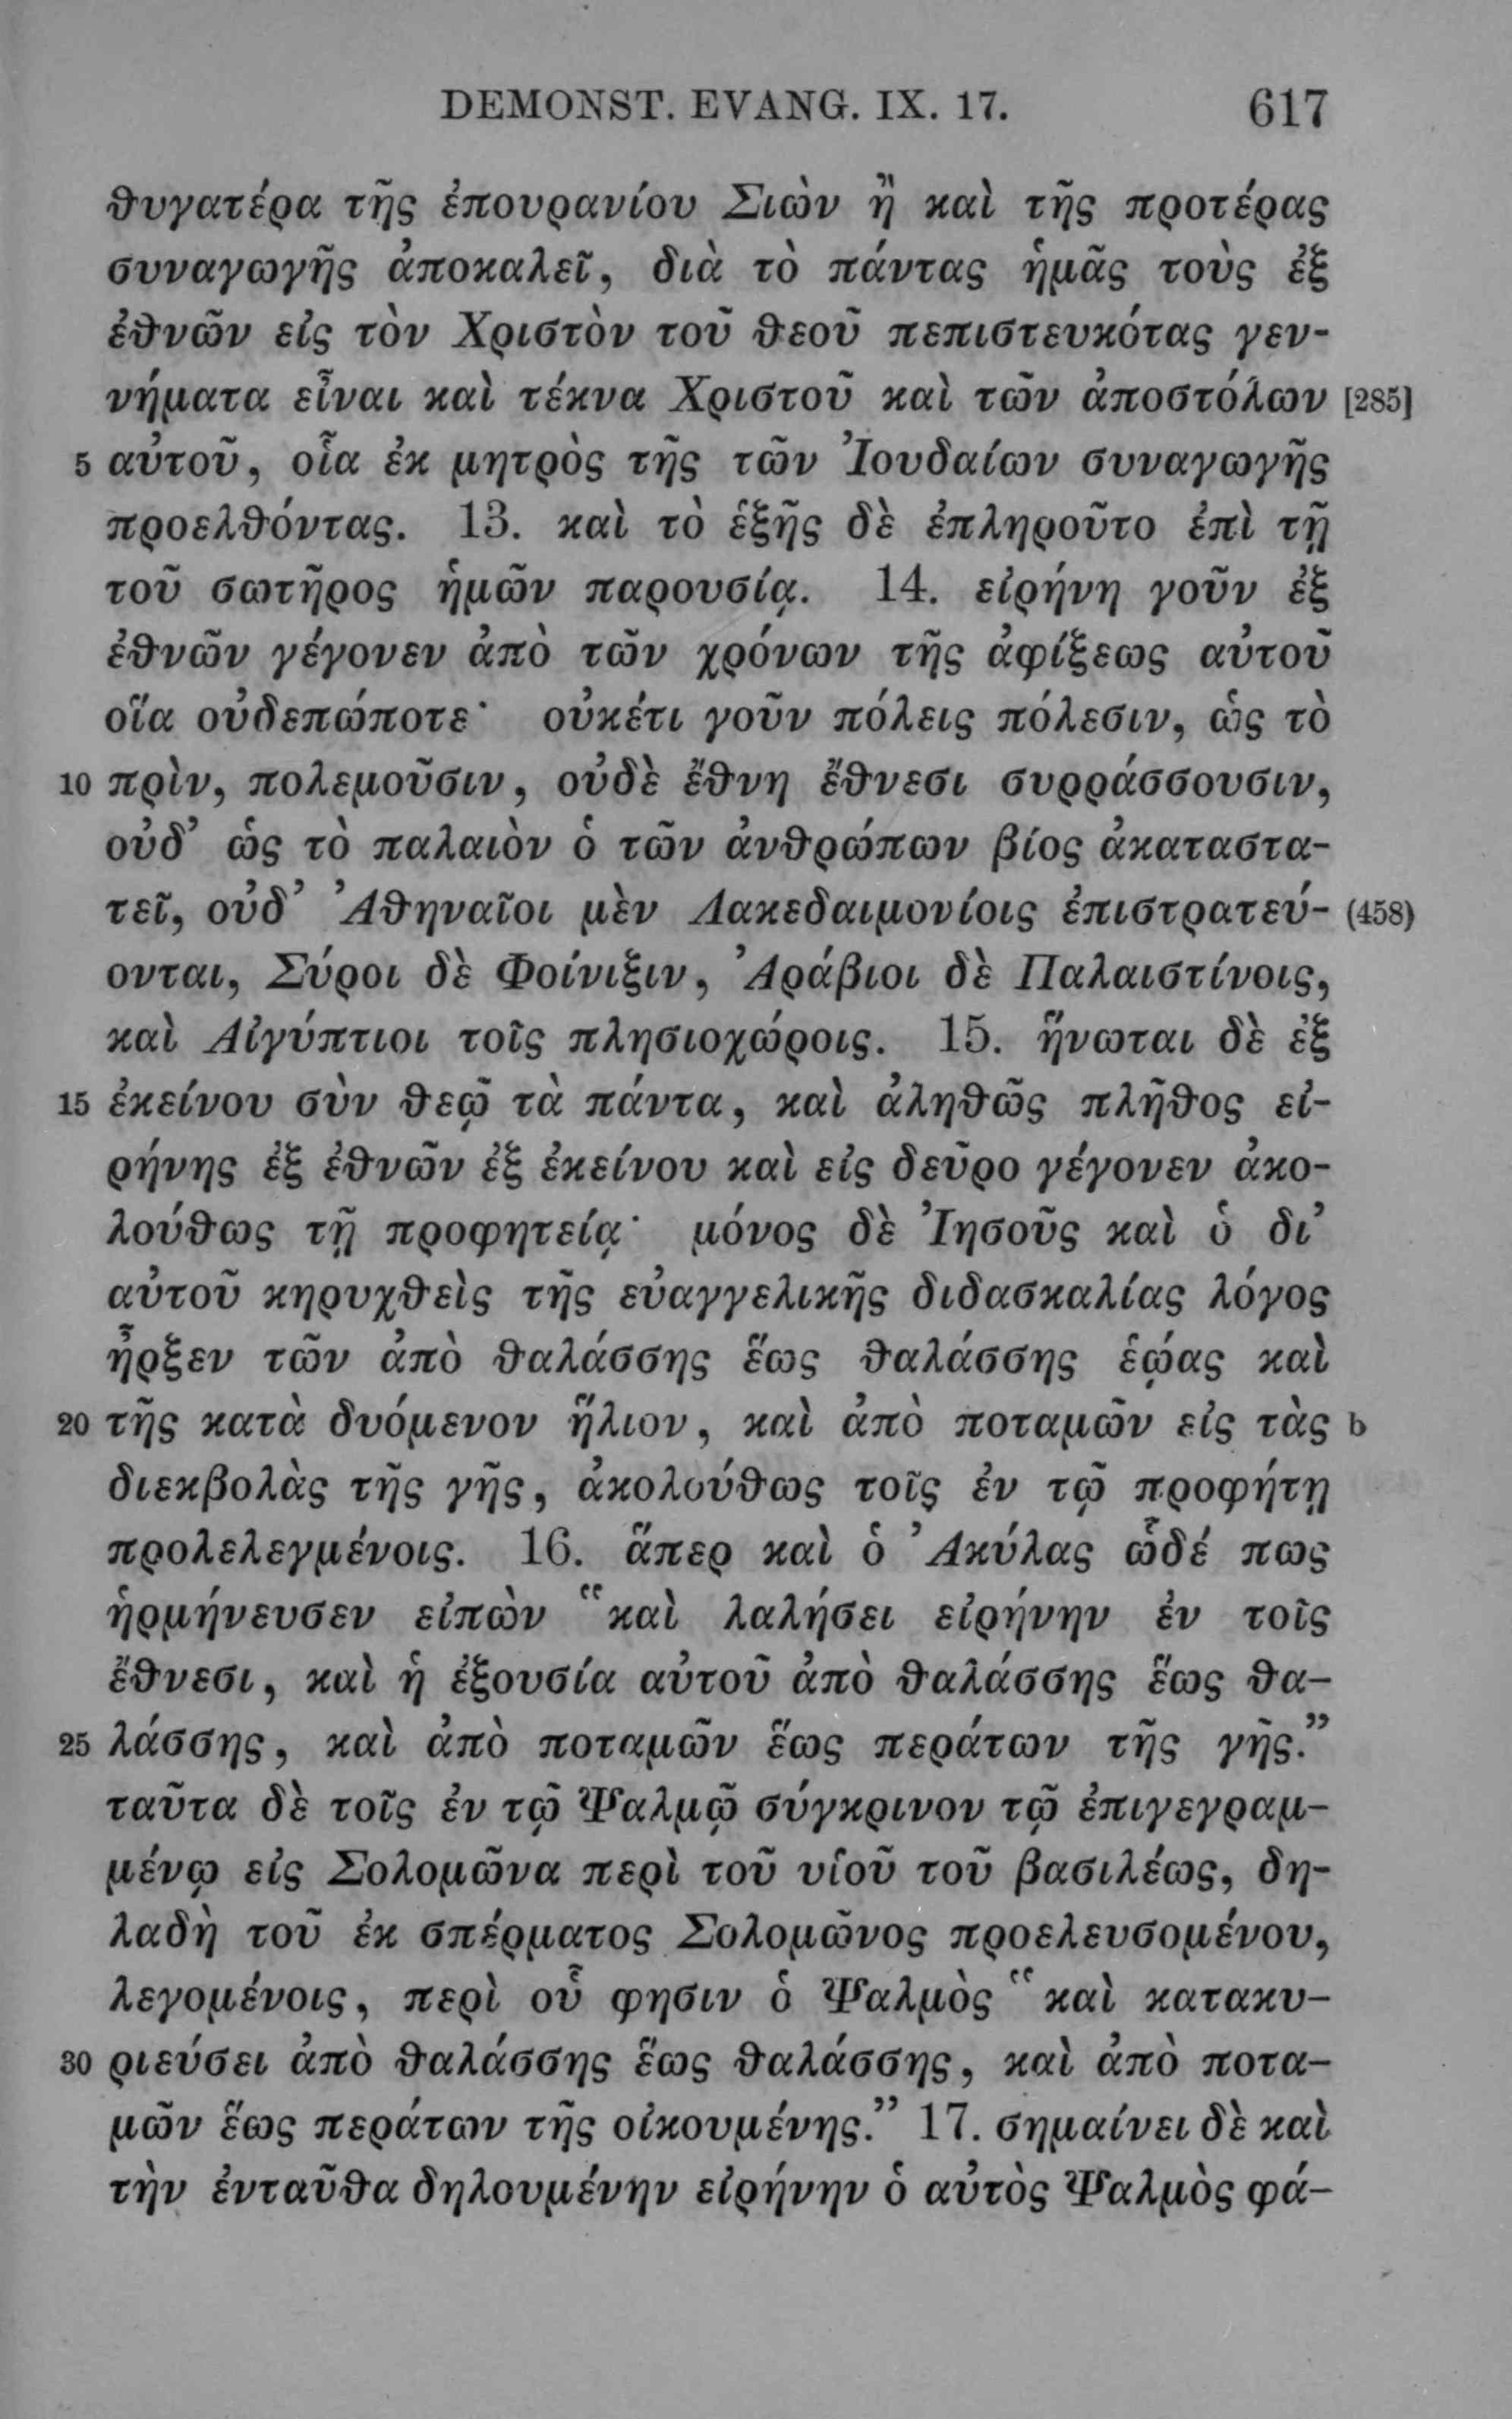 DEMONST. EVANG. IX. 17. 617
θυγατέρα τῆς ἐπουρανίου Σιὼν ἢ καὶ τῆς προτέρας
συναγωγῆς ἀποκαλεῖ, διὰ τὸ πάντας ἡμᾶς τοὺς ἐξ
ἐθνῶν εἰς τὸν Χριστὸν τοῦ θεοῦ πεπιστευκότας γεν-
νήματα εἶναι καὶ τέκνα Χριστοῦ καὶ τῶν ἀποστόλων [285]
5 αὐτοῦ, οἷα ἐκ μητρὸς τῆς τῶν Ἰουδαίων συναγωγῆς
προελθόντας. 13. καὶ τὸ ἑξῆς δὲ ἐπληροῦτο ἐπὶ τῇ
τοῦ σωτῆρος ἡμῶν παρουσίᾳ. 14. εἰρήνη γοῦν ἐξ
ἐθνῶν γέγονεν ἀπὸ τῶν χρόνων τῆς ἀφίξεως αὐτοῦ
οἵα οὐδεπώποτε· οὐκέτι γοῦν πόλεις πόλεσιν, ὡς τὸ
10 πρὶν, πολεμοῦσιν, οὐδὲ ἔθνη ἔθνεσι συρράσσουσιν,
οὐδ’ ὡς τὸ παλαιὸν ὁ τῶν ἀνθρώπων βίος ἀκαταστα-
τεῖ, οὐδ’ Ἀθηναῖοι μὲν Λακεδαιμονίοις ἐπιστρατεύ- (458)
ονται, Σύροι δὲ Φοίνιξιν, Ἀράβιοι δὲ Παλαιστίνοις,
καὶ Αἰγύπτιοι τοῖς πλησιοχώροις. 15. ἥνωται δὲ ἐξ
15 ἐκείνου σὺν θεῷ τὰ πάντα, καὶ ἀληθῶς πλῆθος εἰ-
ρήνης ἐξ ἐθνῶν ἐξ ἐκείνου καὶ εἰς δεῦρο γέγονεν ἀκο-
λούθως τῇ προφητείᾳ· μόνος δὲ Ἰησοῦς καὶ ὁ δι’
αὐτοῦ κηρυχθεὶς τῆς εὐαγγελικῆς διδασκαλίας λόγος
ἦρξεν τῶν ἀπὸ θαλάσσης ἕως θαλάσσης ἑῴας καὶ
20 τῆς κατὰ δυόμενον ἥλιον, καὶ ἀπὸ ποταμῶν εἰς τὰς b
διεκβολὰς τῆς γῆς, ἀκολούθως τοῖς ἐν τῷ προφήτῃ
προλελεγμένοις. 16. ἅπερ καὶ ὁ Ἀκύλας ὧδέ πως
ἡρμήνευσεν εἰπὼν “καὶ λαλήσει εἰρήνην ἐν τοῖς
ἔθνεσι, καὶ ἡ ἐξουσία αὐτοῦ ἀπὸ θαλάσσης ἕως θα-
25 λάσσης, καὶ ἀπὸ ποταμῶν ἕως περάτων τῆς γῆς.”
ταῦτα δὲ τοῖς ἐν τῷ Ψαλμῷ σύγκρινον τῷ ἐπιγεγραμ-
μένῳ εἰς Σολομῶνα περὶ τοῦ υἱοῦ τοῦ βασιλέως, δη-
λαδὴ τοῦ ἐκ σπέρματος Σολομῶνος προελευσομένου,
λεγομένοις, περὶ οὗ φησιν ὁ Ψαλμὸς “καὶ κατακυ-
30 ριεύσει ἀπὸ θαλάσσης ἕως θαλάσσης, καὶ ἀπὸ ποτα-
μῶν ἕως περάτων τῆς οἰκουμένης.” 17. σημαίνει δὲ καὶ
τὴν ἐνταῦθα δηλουμένην εἰρήνην ὁ αὐτὸς Ψαλμὸς φά-